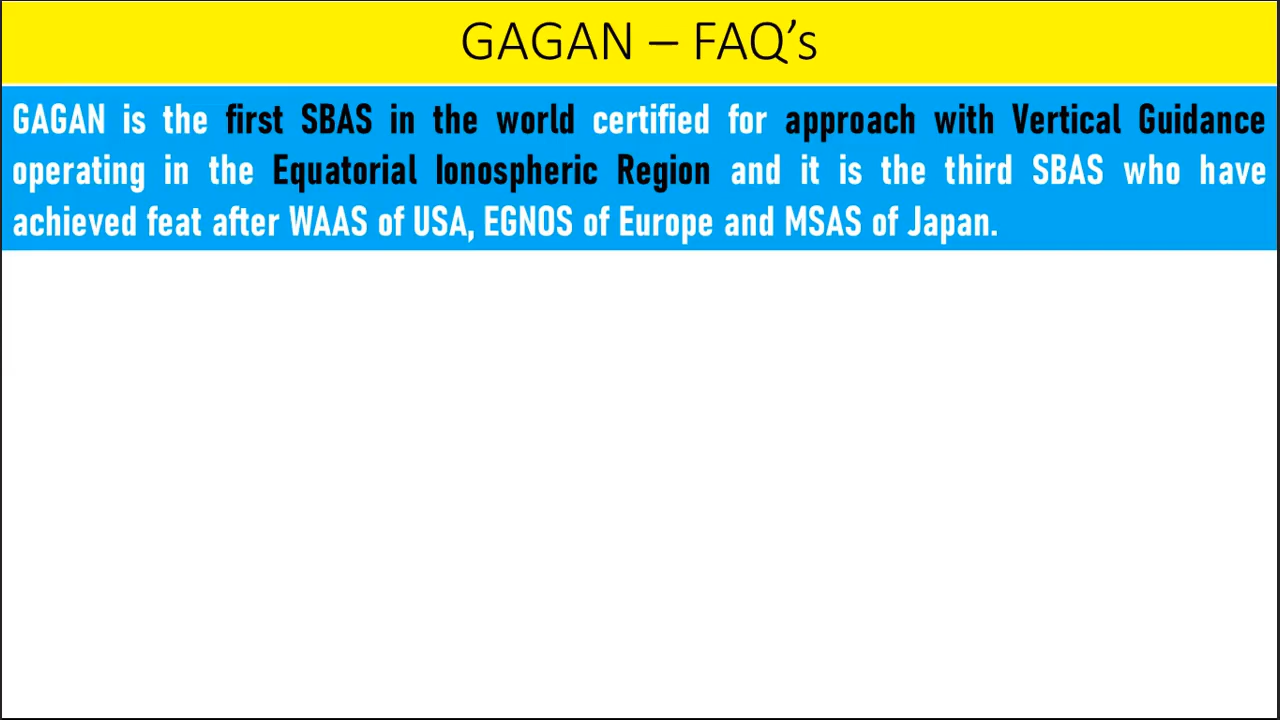 GAGAN – FAQ’s
GAGAN is the first SBAS in the world certified for approach with Vertical Guidance
operating in the Equatorial Ionospheric Region and it is the third SBAS who have
achieved feat after WAAS of USA, EGNOS of Europe and MSAS of Japan.